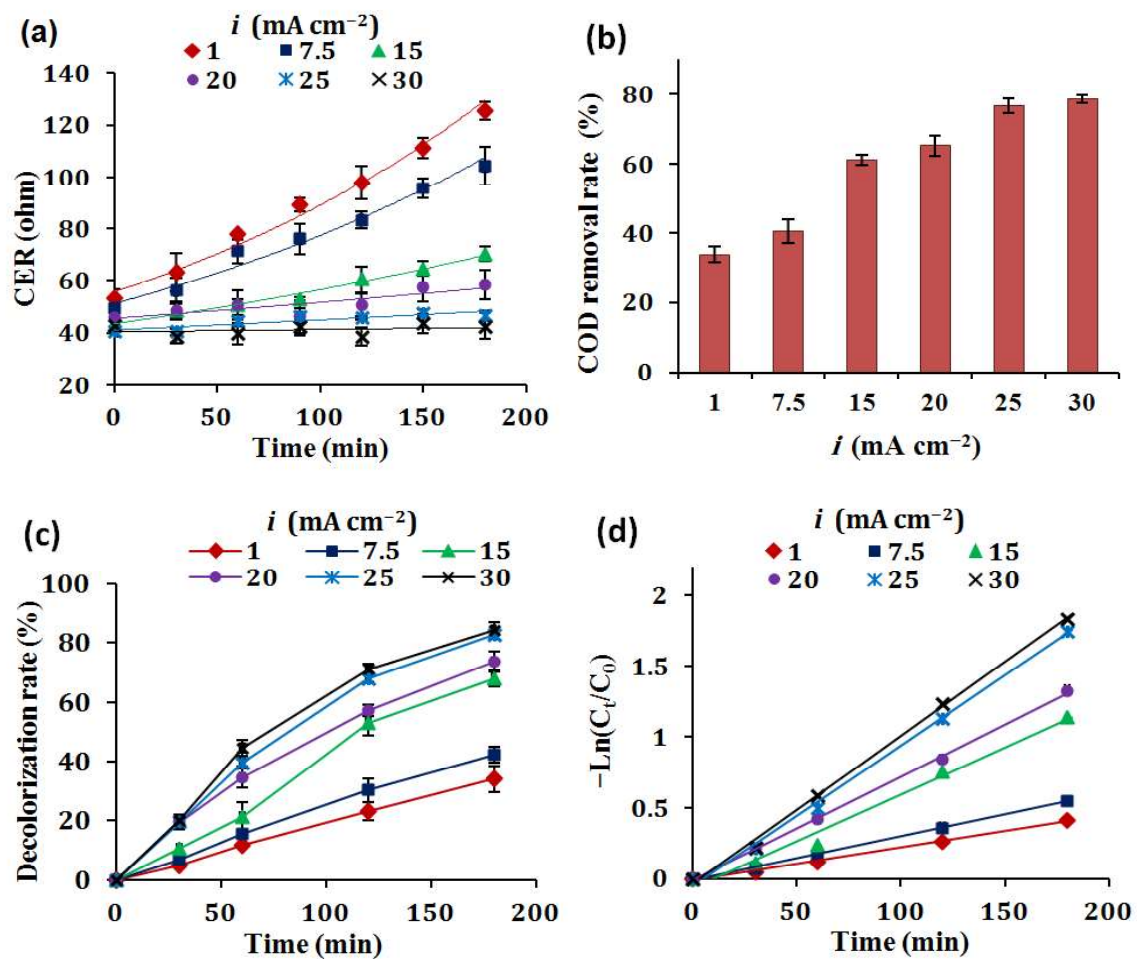 (a)
i (mA cm⁻²)
1 7.5 15
20 25 30
CER (ohm)
140
120
100
80
60
40
20
0 50 100 150 200
Time (min)
(b)
COD removal rate (%)
80
60
40
20
0
1 7.5 15 20 25 30
i (mA cm⁻²)
(c)
i (mA cm⁻²)
1 7.5 15
20 25 30
Decolorization rate (%)
100
80
60
40
20
0
0 50 100 150 200
Time (min)
(d)
i (mA cm⁻²)
1 7.5 15
20 25 30
−Ln(Cₜ/C₀)
2
1.5
1
0.5
0
0 50 100 150 200
Time (min)